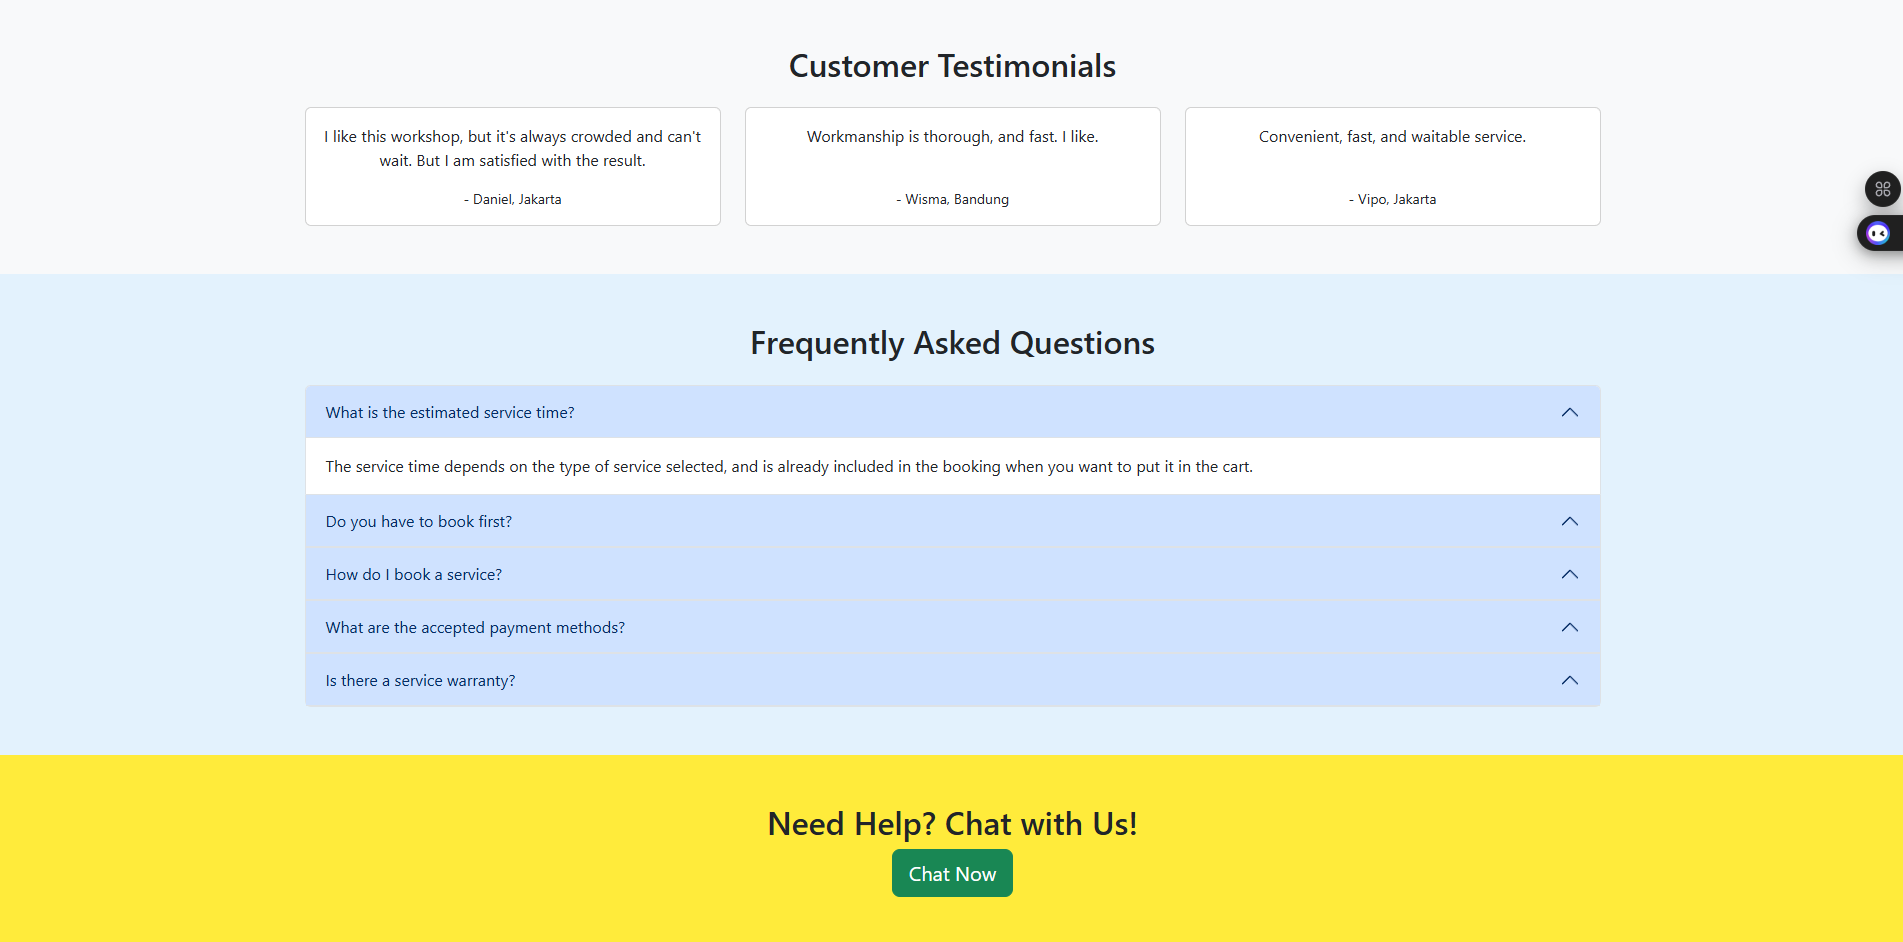 Customer Testimonials
I like this workshop, but it's always crowded and can't
wait. But I am satisfied with the result.
- Daniel, Jakarta
Workmanship is thorough, and fast. I like.
- Wisma, Bandung
Convenient, fast, and waitable service.
- Vipo, Jakarta
Frequently Asked Questions
What is the estimated service time?
The service time depends on the type of service selected, and is already included in the booking when you want to put it in the cart.
Do you have to book first?
How do I book a service?
What are the accepted payment methods?
Is there a service warranty?
Need Help? Chat with Us!
Chat Now